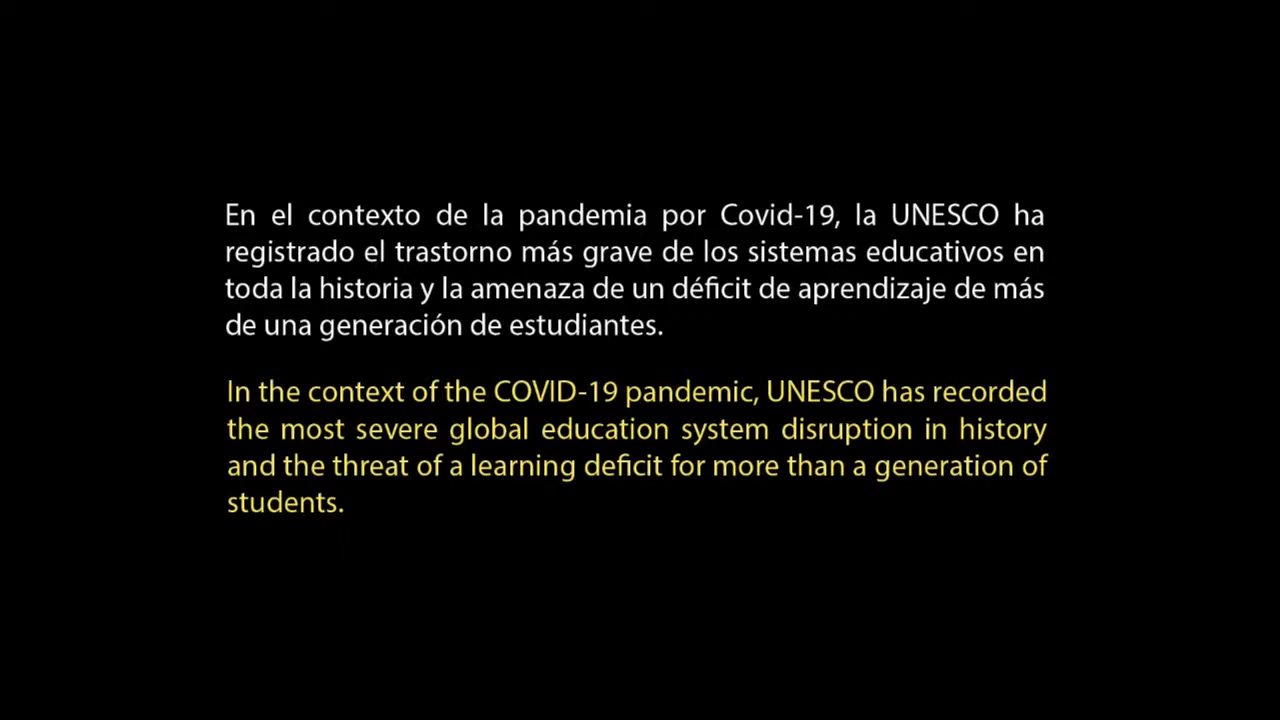 En el contexto de la pandemia por Covid-19, la UNESCO ha
registrado el trastorno más grave de los sistemas educativos en
toda la historia y la amenaza de un déficit de aprendizaje de más
de una generación de estudiantes.
In the context of the COVID-19 pandemic, UNESCO has recorded
the most severe global education system disruption in history
and the threat of a learning deficit for more than a generation of
students.